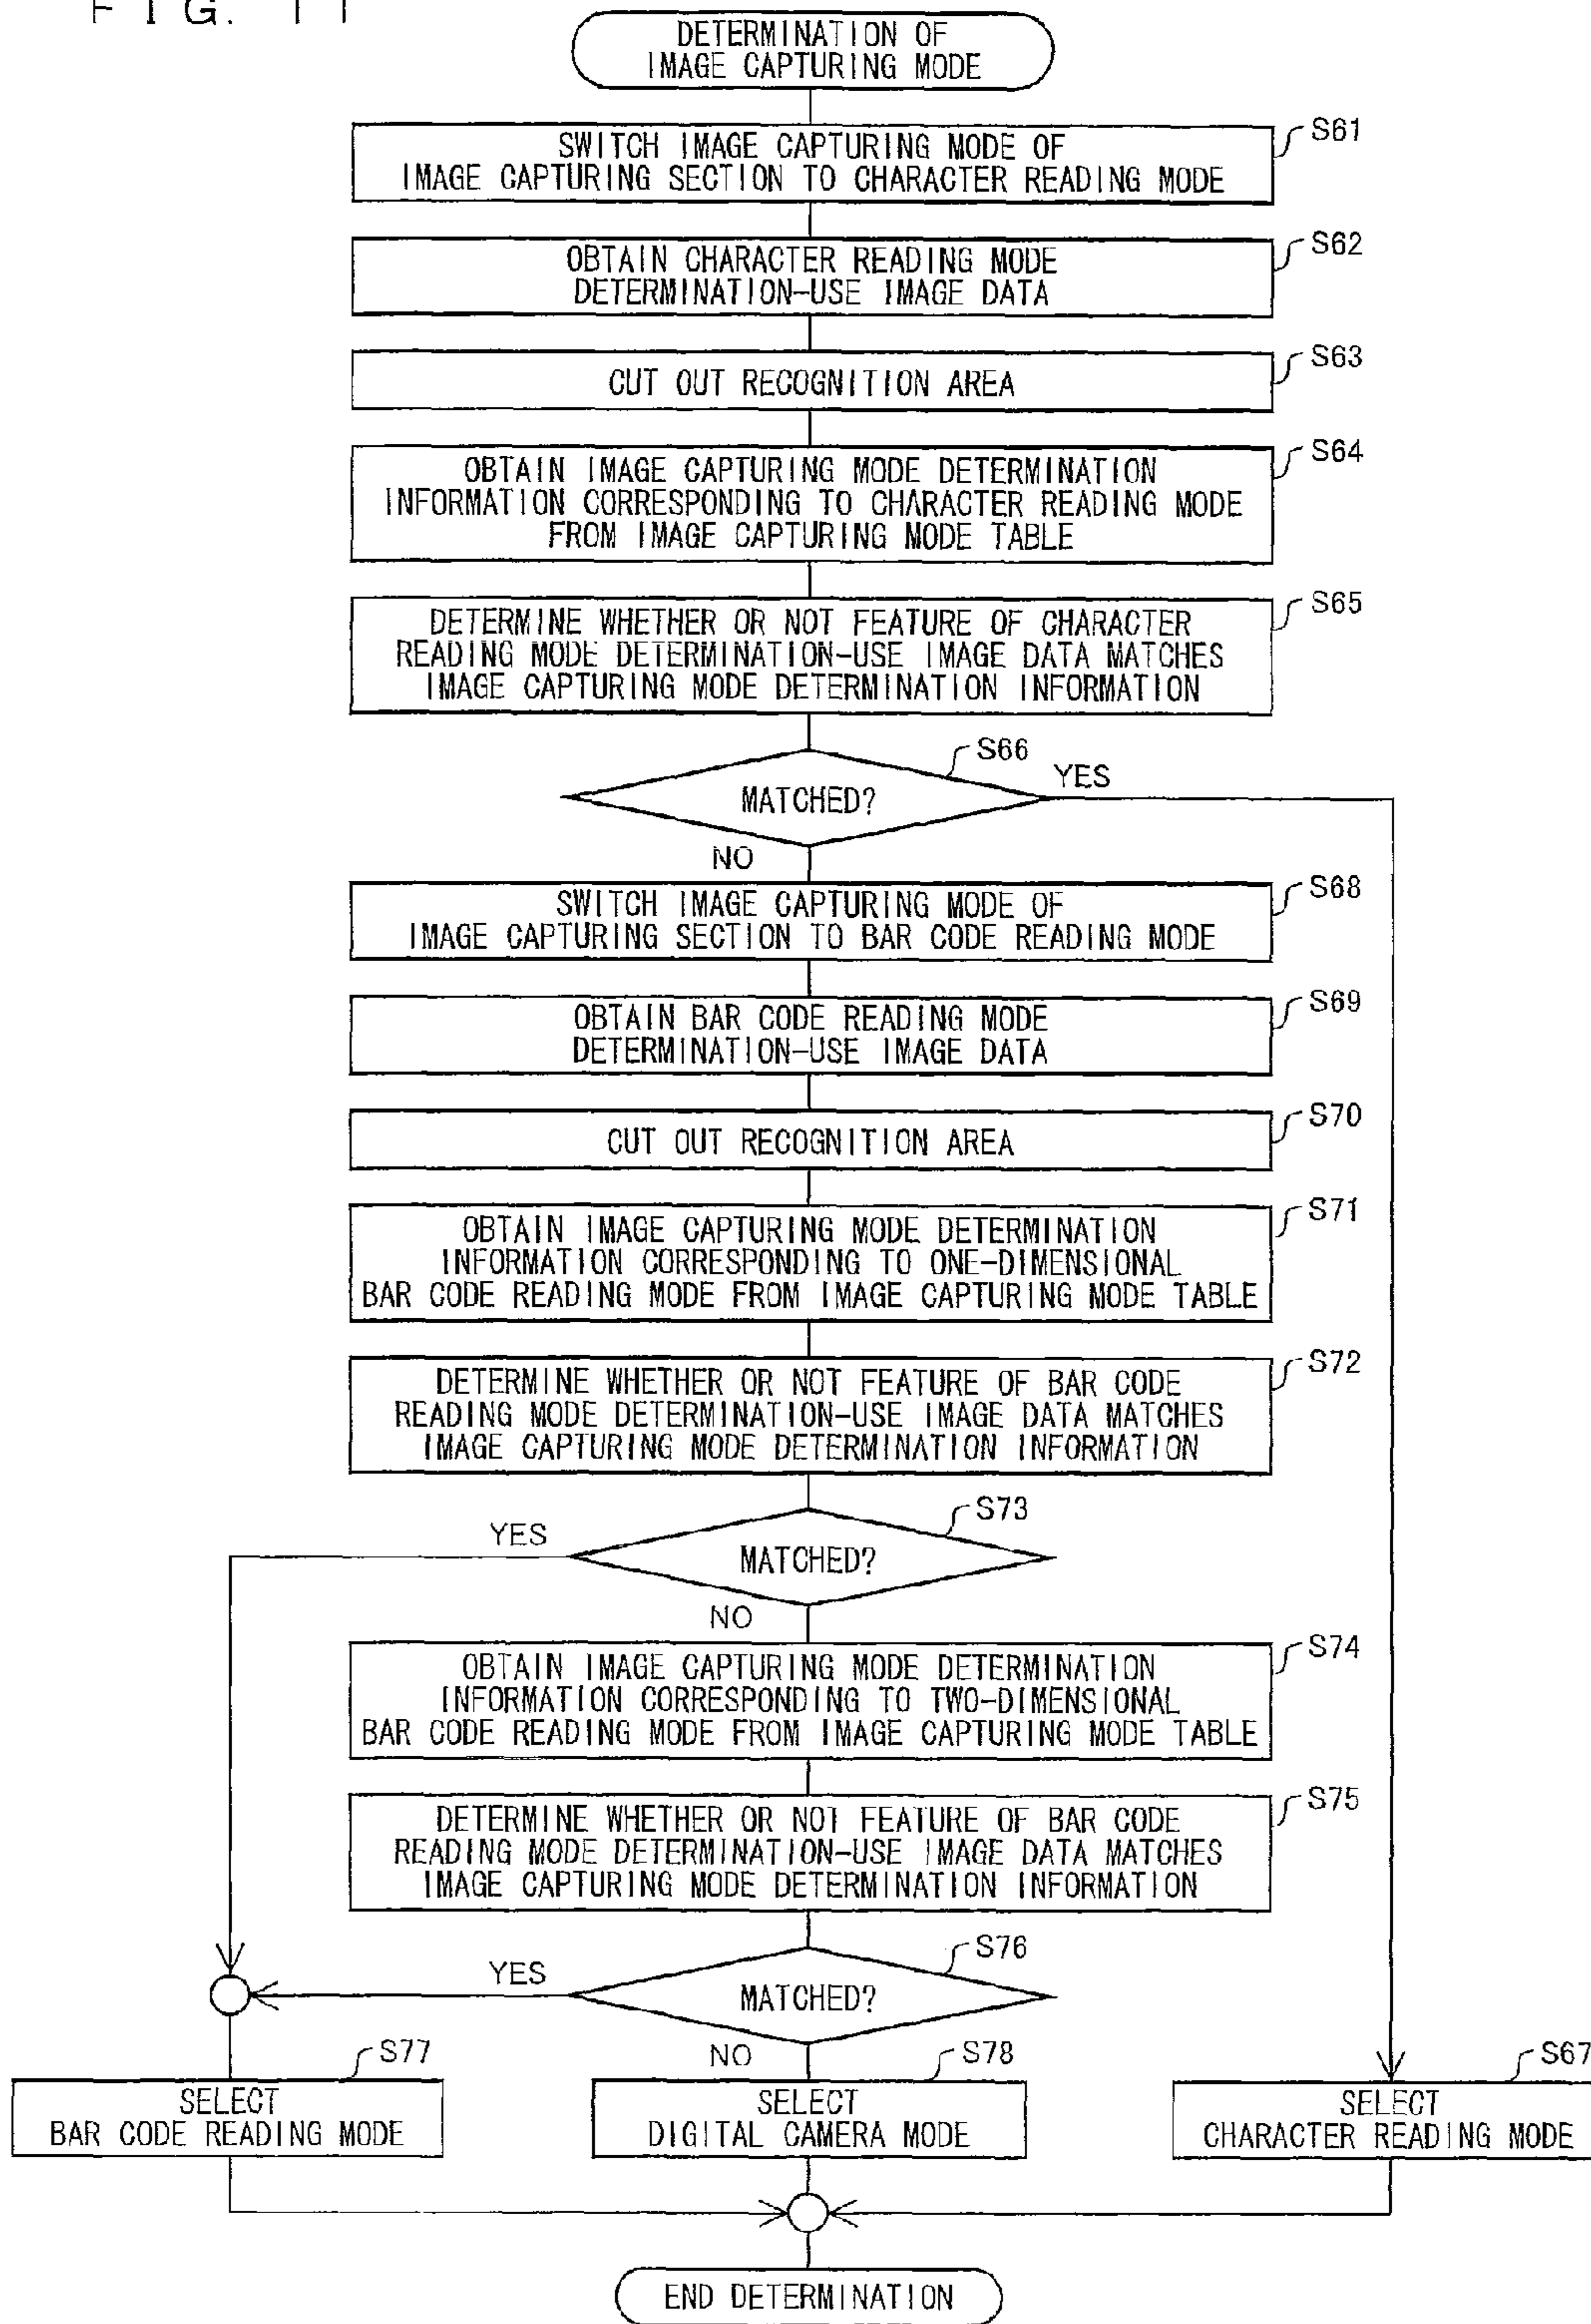 FIG. 11
DETERMINATION OF
IMAGE CAPTURING MODE
S61
SWITCH IMAGE CAPTURING MODE OF
IMAGE CAPTURING SECTION TO CHARACTER READING MODE
S62
OBTAIN CHARACTER READING MODE
DETERMINATION-USE IMAGE DATA
S63
CUT OUT RECOGNITION AREA
S64
OBTAIN IMAGE CAPTURING MODE DETERMINATION
INFORMATION CORRESPONDING TO CHARACTER READING MODE
FROM IMAGE CAPTURING MODE TABLE
S65
DETERMINE WHETHER OR NOT FEATURE OF CHARACTER
READING MODE DETERMINATION-USE IMAGE DATA MATCHES
IMAGE CAPTURING MODE DETERMINATION INFORMATION
S66
MATCHED?
YES
NO
S68
SWITCH IMAGE CAPTURING MODE OF
IMAGE CAPTURING SECTION TO BAR CODE READING MODE
S69
OBTAIN BAR CODE READING MODE
DETERMINATION-USE IMAGE DATA
S70
CUT OUT RECOGNITION AREA
S71
OBTAIN IMAGE CAPTURING MODE DETERMINATION
INFORMATION CORRESPONDING TO ONE-DIMENSIONAL
BAR CODE READING MODE FROM IMAGE CAPTURING MODE TABLE
S72
DETERMINE WHETHER OR NOT FEATURE OF BAR CODE
READING MODE DETERMINATION-USE IMAGE DATA MATCHES
IMAGE CAPTURING MODE DETERMINATION INFORMATION
S73
YES
MATCHED?
NO
S74
OBTAIN IMAGE CAPTURING MODE DETERMINATION
INFORMATION CORRESPONDING TO TWO-DIMENSIONAL
BAR CODE READING MODE FROM IMAGE CAPTURING MODE TABLE
S75
DETERMINE WHETHER OR NOT FEATURE OF BAR CODE
READING MODE DETERMINATION-USE IMAGE DATA MATCHES
IMAGE CAPTURING MODE DETERMINATION INFORMATION
S76
YES
MATCHED?
NO
S77
SELECT
BAR CODE READING MODE
S78
SELECT
DIGITAL CAMERA MODE
S67
SELECT
CHARACTER READING MODE
END DETERMINATION